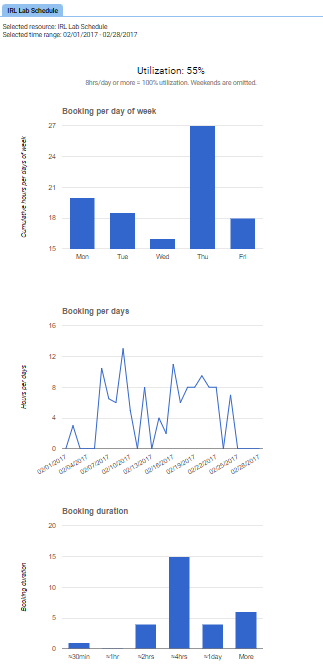 IRL Lab Schedule
Selected resource: IRL Lab Schedule
Selected time range: 02/01/2017 - 02/28/2017
Utilization: 55%
8hrs/day or more = 100% utilization. Weekends are omitted.
Booking per day of week
Cumulative hours per days of week
27
24
21
18
15
Mon Tue Wed Thu Fri
Booking per days
Hours per days
16
12
8
4
0
02/01/2017 02/04/2017 02/07/2017 02/10/2017 02/13/2017 02/16/2017 02/19/2017 02/22/2017 02/25/2017 02/28/2017
Booking duration
Booking duration
20
15
10
5
0
≈30min ≈1hr ≈2hrs ≈4hrs ≈1day More